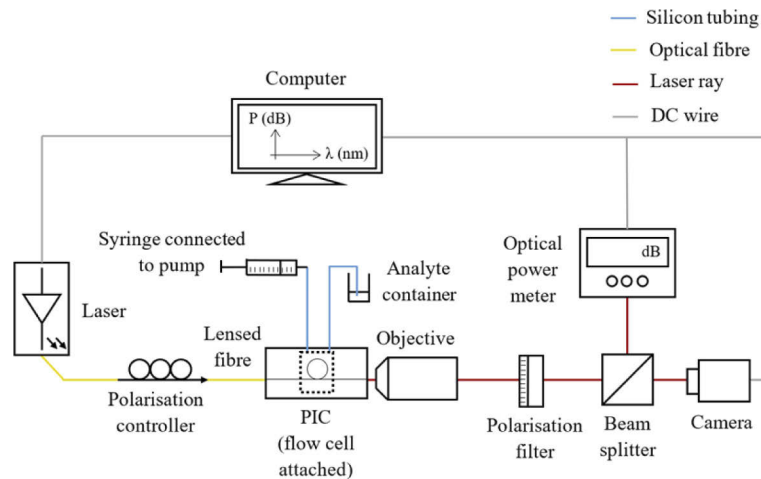 Silicon tubing
Optical fibre
Laser ray
DC wire
Computer
P (dB)
λ (nm)
Syringe connected
to pump
Analyte
container
Optical
power
meter
dB
Laser
Lensed
fibre
Objective
Polarisation
controller
PIC
(flow cell
attached)
Polarisation
filter
Beam
splitter
Camera